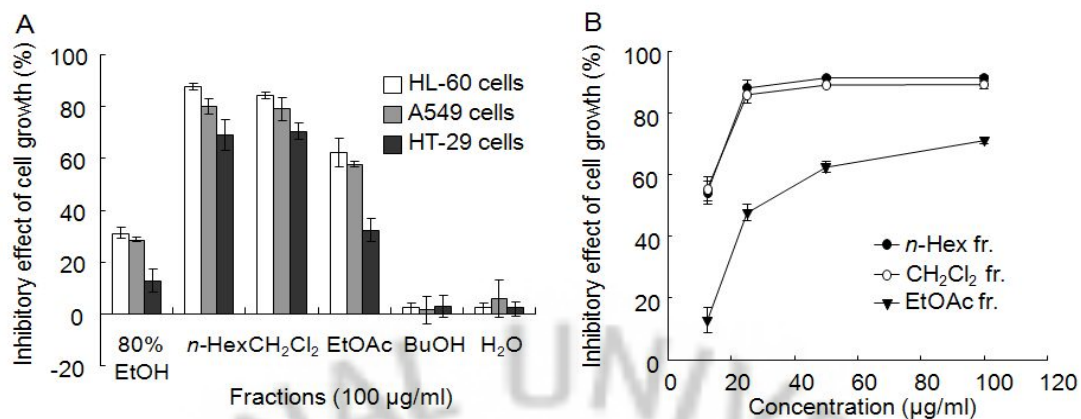 A
Inhibitory effect of cell growth (%)
100
80
60
40
20
0
-20
HL-60 cells
A549 cells
HT-29 cells
80% EtOH
n-Hex
CH₂Cl₂
EtOAc
BuOH
H₂O
Fractions (100 µg/ml)
B
Inhibitory effect of cell growth (%)
100
80
60
40
20
0
n-Hex fr.
CH₂Cl₂ fr.
EtOAc fr.
0
20
40
60
80
100
120
Concentration (µg/ml)